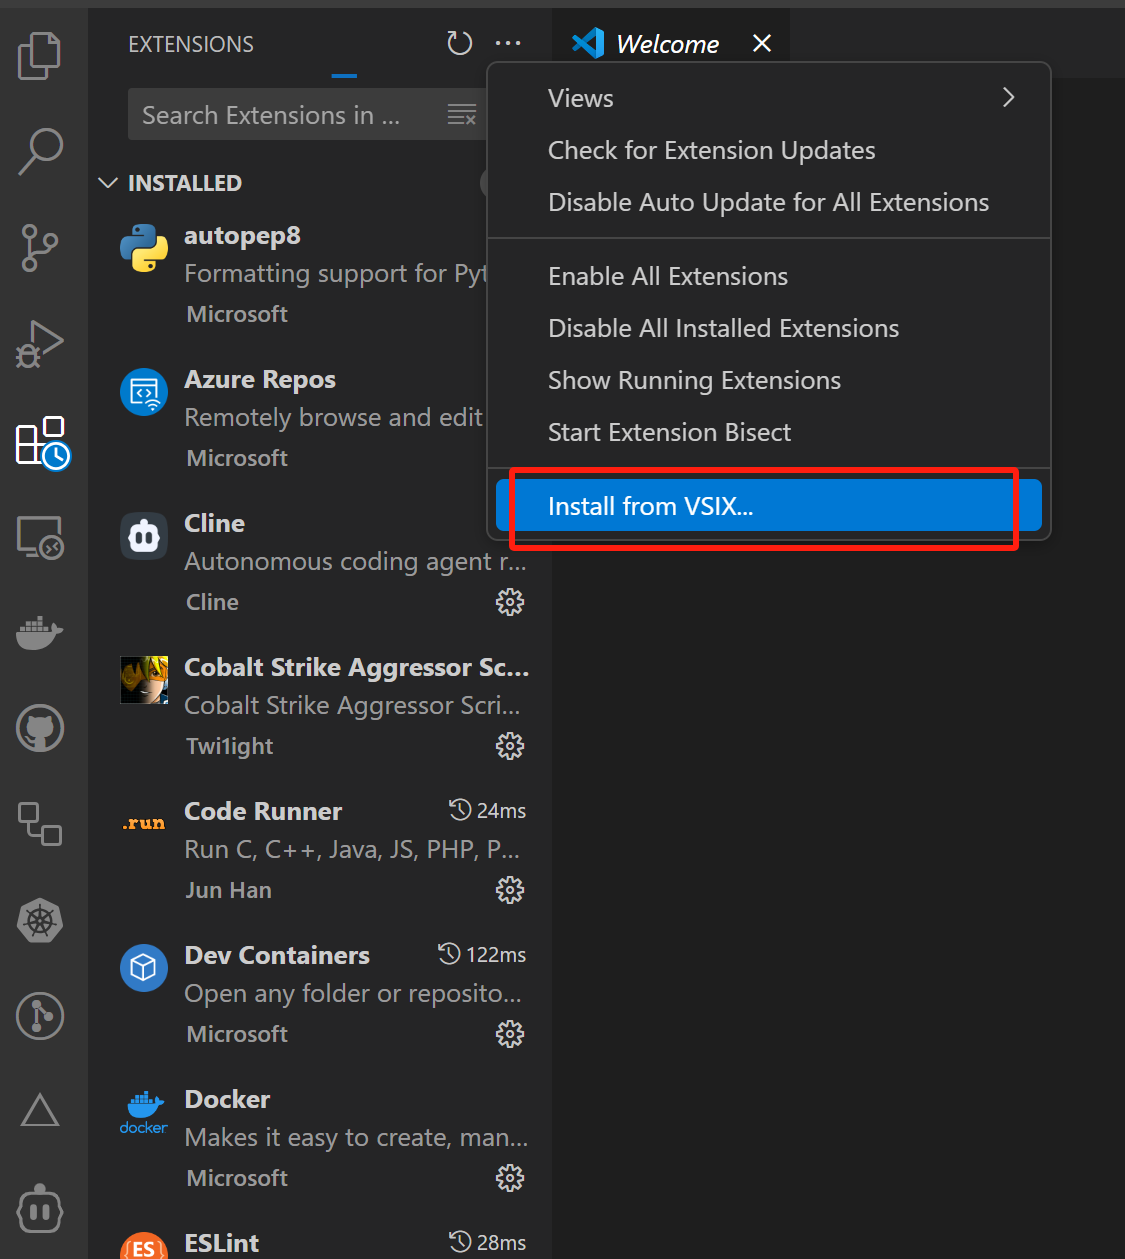 EXTENSIONS
Welcome
Search Extensions in ...
Views
Check for Extension Updates
Disable Auto Update for All Extensions
Enable All Extensions
Disable All Installed Extensions
Show Running Extensions
Start Extension Bisect
Install from VSIX...
INSTALLED
autopep8
Formatting support for Pyt
Microsoft
Azure Repos
Remotely browse and edit
Microsoft
Cline
Autonomous coding agent r...
Cline
Cobalt Strike Aggressor Sc...
Cobalt Strike Aggressor Scri...
Twi1ight
.run
Code Runner 24ms
Run C, C++, Java, JS, PHP, P...
Jun Han
Dev Containers 122ms
Open any folder or reposito...
Microsoft
Docker
docker
Makes it easy to create, man...
Microsoft
{ES}
ESLint 28ms